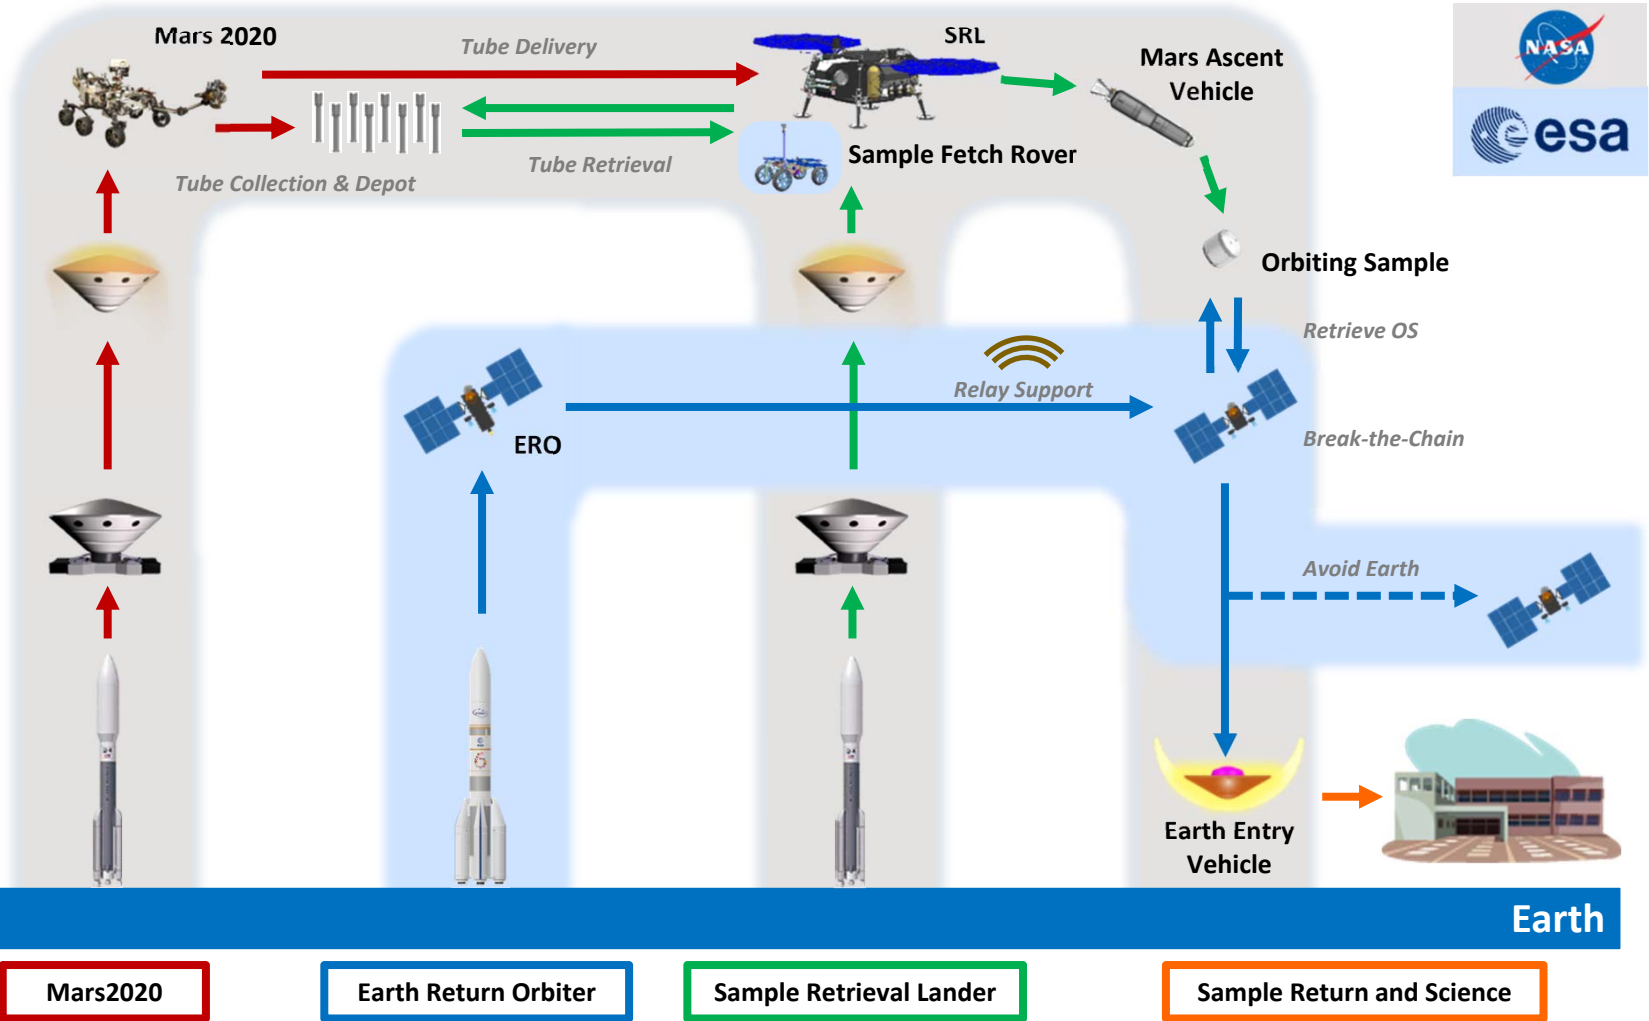 Mars 2020
Tube Delivery
SRL
Mars Ascent
Vehicle
NASA
esa
Sample Fetch Rover
Tube Retrieval
Tube Collection & Depot
Orbiting Sample
Retrieve OS
Relay Support
ERO
Break-the-Chain
Avoid Earth
Earth Entry
Vehicle
Earth
Mars2020
Earth Return Orbiter
Sample Retrieval Lander
Sample Return and Science